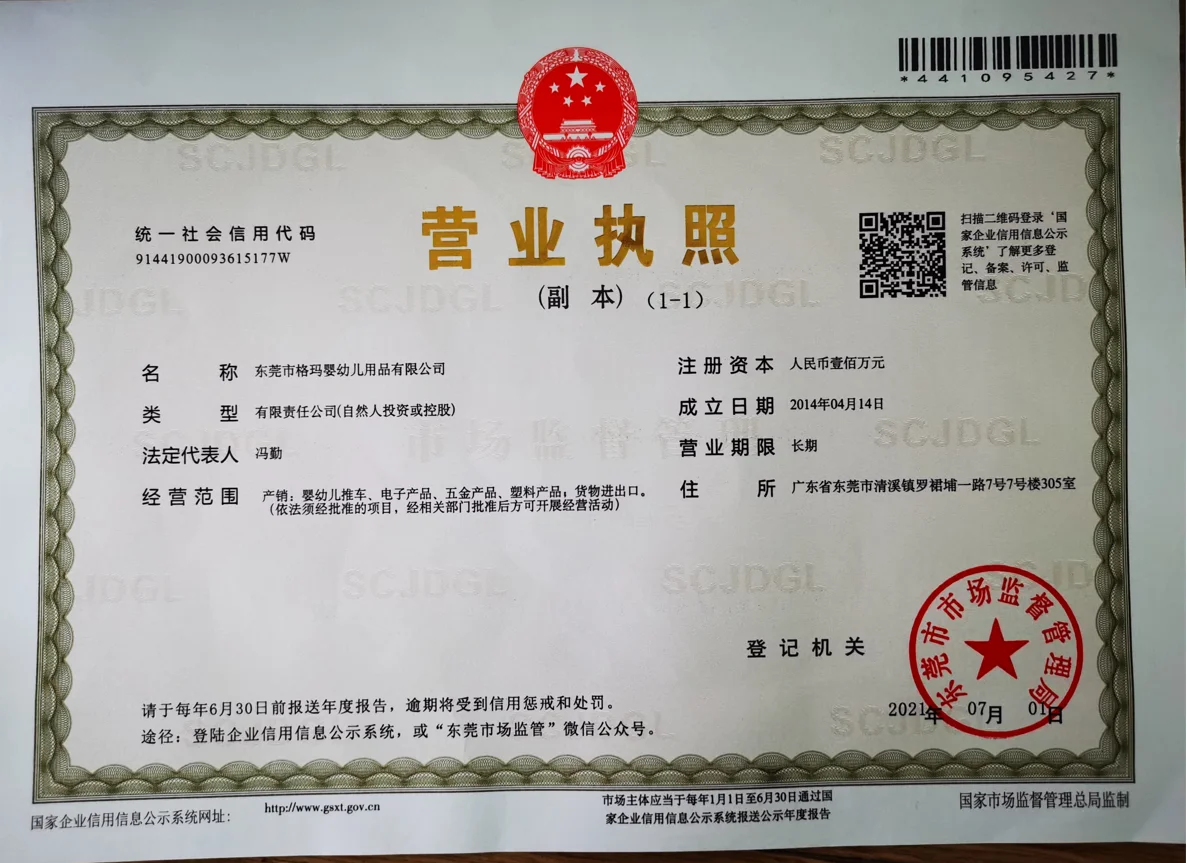 *441095427*
统一社会信用代码
91441900093615177W
营业执照
(副 本) (1-1)
扫描二维码登录‘国
家企业信用信息公示
系统’了解更多登
记、备案、许可、监
管信息
名 称 东莞市格玛婴幼儿用品有限公司
类 型 有限责任公司(自然人投资或控股)
法定代表人 冯勤
经营范围 产销：婴幼儿推车、电子产品、五金产品、塑料产品；货物进出口。
（依法须经批准的项目，经相关部门批准后方可开展经营活动）
注册资本 人民币壹佰万元
成立日期 2014年04月14日
营业期限 长期
住 所 广东省东莞市清溪镇罗裙埔一路7号7号楼305室
登记机关
东莞市市场监督管理局
2021年 07月 01日
请于每年6月30日前报送年度报告，逾期将受到信用惩戒和处罚。
途径：登陆企业信用信息公示系统，或“东莞市场监管”微信公众号。
国家企业信用信息公示系统网址： http://www.gsxt.gov.cn
市场主体应当于每年1月1日至6月30日通过国
家企业信用信息公示系统报送公示年度报告
国家市场监督管理总局监制
SCJDGL
市场监督管理